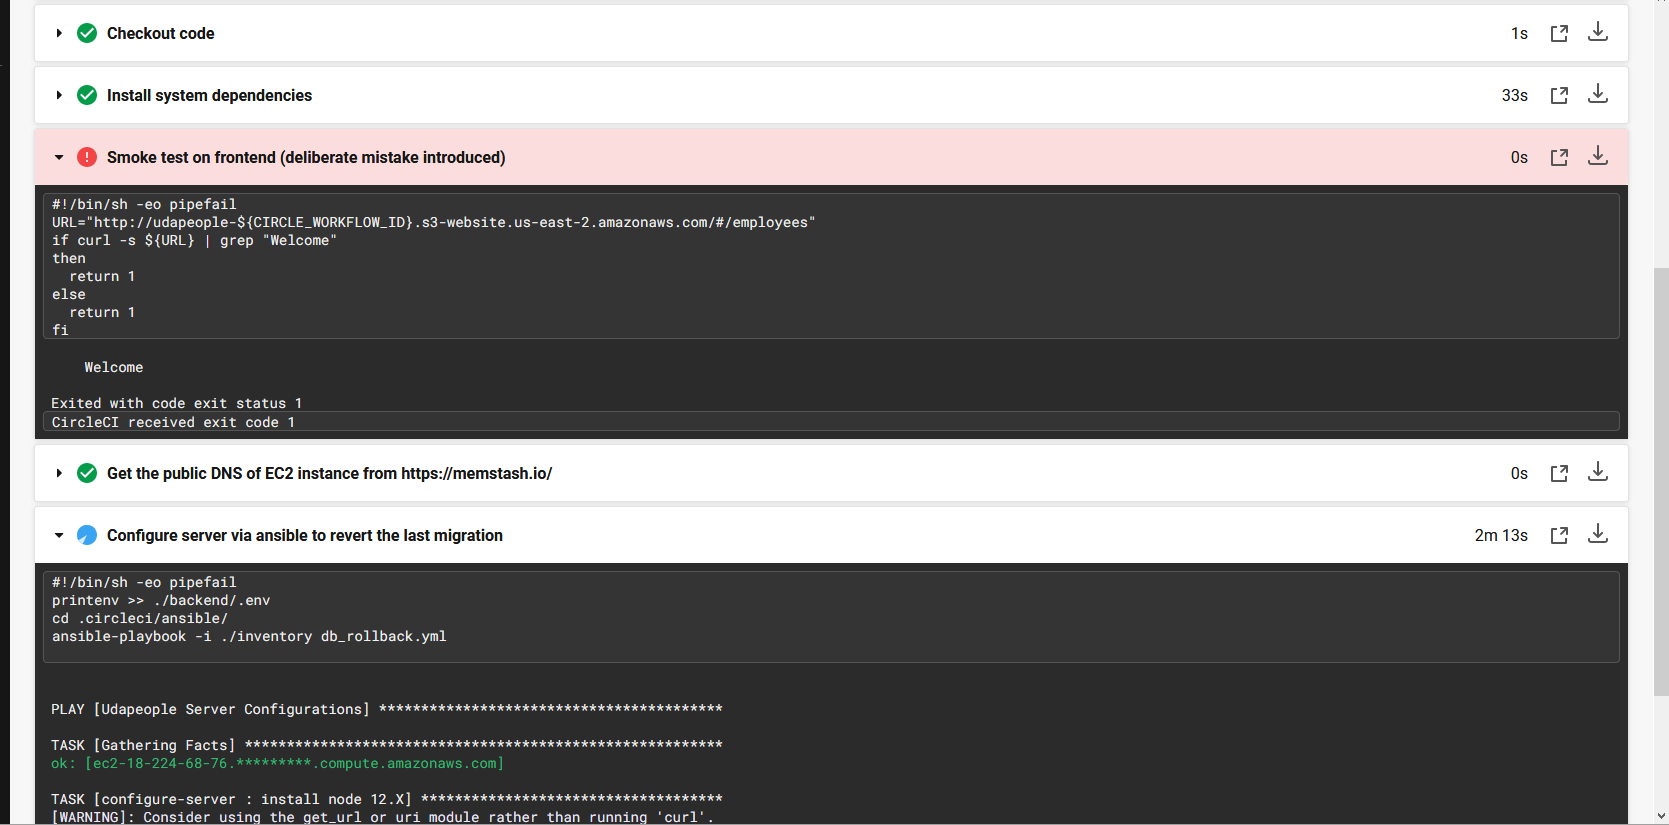 Checkout code 1s
Install system dependencies 33s
Smoke test on frontend (deliberate mistake introduced) 0s
#!/bin/sh -eo pipefail
URL="http://udapeople-${CIRCLE_WORKFLOW_ID}.s3-website.us-east-2.amazonaws.com/#/employees"
if curl -s ${URL} | grep "Welcome"
then
  return 1
else
  return 1
fi
Welcome
Exited with code exit status 1
CircleCI received exit code 1
Get the public DNS of EC2 instance from https://memstash.io/ 0s
Configure server via ansible to revert the last migration 2m 13s
#!/bin/sh -eo pipefail
printenv >> ./backend/.env
cd .circleci/ansible/
ansible-playbook -i ./inventory db_rollback.yml
PLAY [Udapeople Server Configurations] *****************************************
TASK [Gathering Facts] *********************************************************
ok: [ec2-18-224-68-76.*********.compute.amazonaws.com]
TASK [configure-server : install node 12.X] ************************************
[WARNING]: Consider using the get_url or uri module rather than running 'curl'.